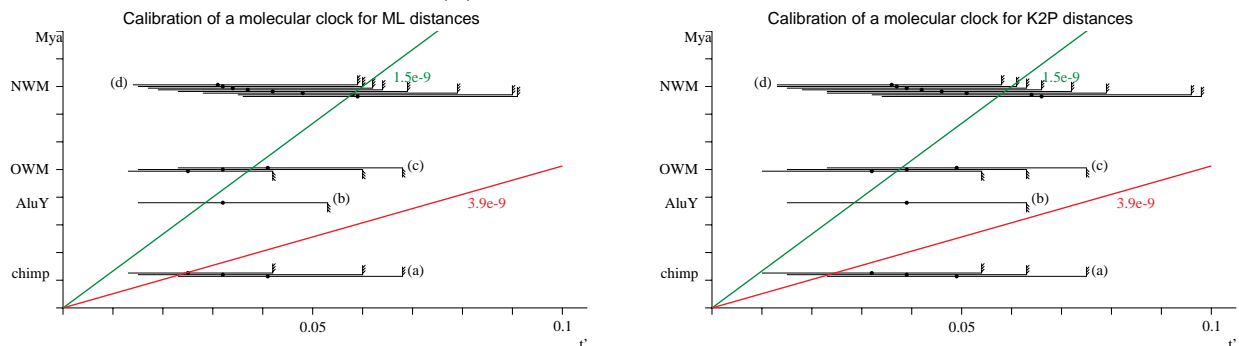 Calibration of a molecular clock for ML distances
Mya
(d)
1.5e-9
NWM
OWM
(c)
AluY
(b)
3.9e-9
chimp
(a)
0.05
0.1
t'
Calibration of a molecular clock for K2P distances
Mya
(d)
1.5e-9
NWM
OWM
(c)
AluY
(b)
3.9e-9
chimp
(a)
0.05
0.1
t'